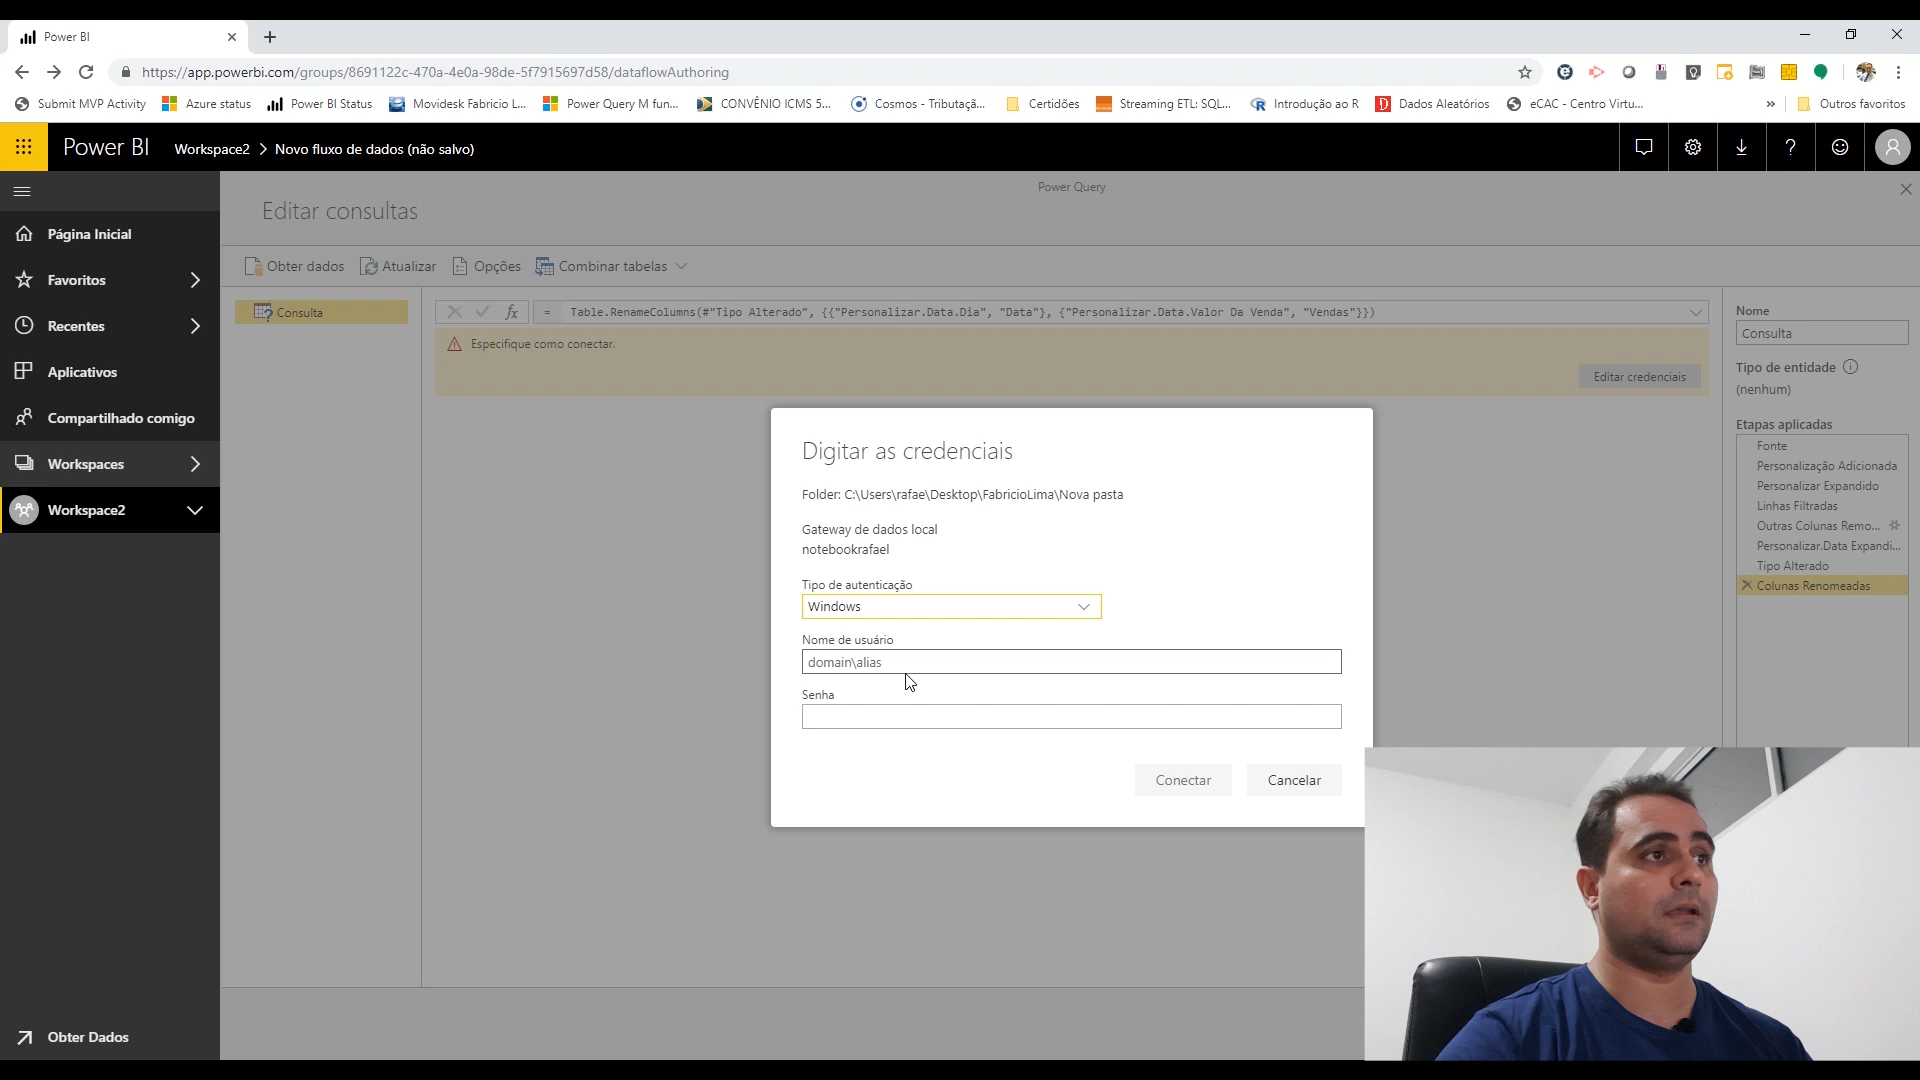 Power BI
https://app.powerbi.com/groups/8691122c-470a-4e0a-98de-5f7915697d58/dataflowAuthoring
Submit MVP Activity
Azure status
Power BI Status
Movidesk Fabricio L...
Power Query M fun...
CONVÊNIO ICMS 5...
Cosmos - Tributaçã...
Certidões
Streaming ETL: SQL...
Introdução ao R
Dados Aleatórios
eCAC - Centro Virtu...
»
Outros favoritos
Power BI
Workspace2 > Novo fluxo de dados (não salvo)
Power Query
Editar consultas
Página Inicial
Favoritos
Recentes
Aplicativos
Compartilhado comigo
Workspaces
Workspace2
Obter Dados
Obter dados
Atualizar
Opções
Combinar tabelas
Consulta
fx
= Table.RenameColumns(#"Tipo Alterado", {{"Personalizar.Data.Dia", "Data"}, {"Personalizar.Data.Valor Da Venda", "Vendas"}})
Especifique como conectar.
Editar credenciais
Digitar as credenciais
Folder: C:\Users\rafae\Desktop\FabricioLima\Nova pasta
Gateway de dados local
notebookrafael
Tipo de autenticação
Windows
Nome de usuário
domain\alias
Senha
Conectar
Cancelar
Nome
Consulta
Tipo de entidade
(nenhum)
Etapas aplicadas
Fonte
Personalização Adicionada
Personalizar Expandido
Linhas Filtradas
Outras Colunas Remo...
Personalizar.Data Expandi...
Tipo Alterado
Colunas Renomeadas